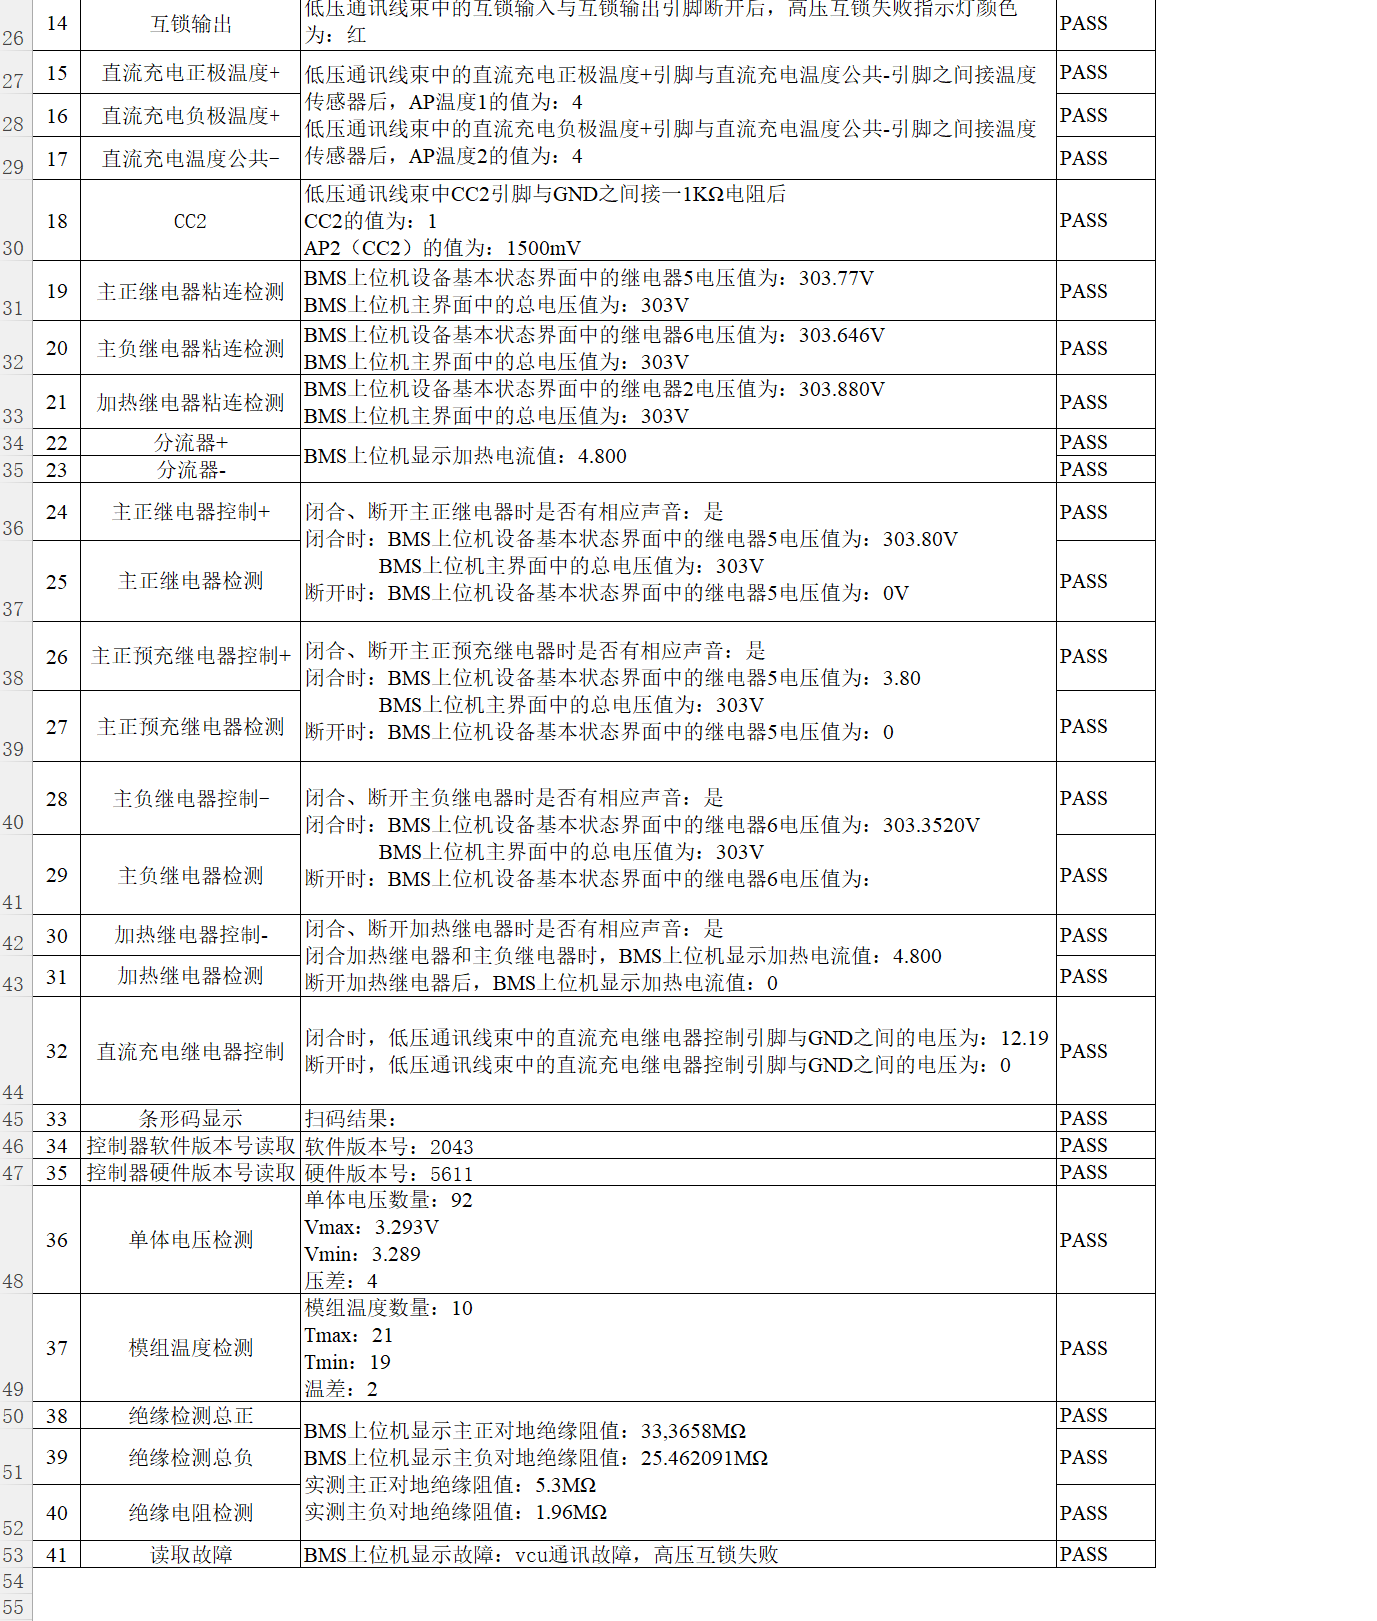 低压通讯线束中的互锁输入与互锁输出引脚断开后，高压互锁失败指示灯颜色
26 14 互锁输出 为：红 PASS
27 15 直流充电正极温度+ 低压通讯线束中的直流充电正极温度+引脚与直流充电温度公共-引脚之间接温度 PASS
传感器后，AP温度1的值为：4
28 16 直流充电负极温度+ 低压通讯线束中的直流充电负极温度+引脚与直流充电温度公共-引脚之间接温度 PASS
29 17 直流充电温度公共- 传感器后，AP温度2的值为：4 PASS
低压通讯线束中CC2引脚与GND之间接一1KΩ电阻后
30 18 CC2 CC2的值为：1 PASS
AP2（CC2）的值为：1500mV
31 19 主正继电器粘连检测 BMS上位机设备基本状态界面中的继电器5电压值为：303.77V PASS
BMS上位机主界面中的总电压值为：303V
32 20 主负继电器粘连检测 BMS上位机设备基本状态界面中的继电器6电压值为：303.646V PASS
BMS上位机主界面中的总电压值为：303V
33 21 加热继电器粘连检测 BMS上位机设备基本状态界面中的继电器2电压值为：303.880V PASS
BMS上位机主界面中的总电压值为：303V
34 22 分流器+ BMS上位机显示加热电流值：4.800 PASS
35 23 分流器- PASS
36 24 主正继电器控制+ 闭合、断开主正继电器时是否有相应声音：是 PASS
闭合时：BMS上位机设备基本状态界面中的继电器5电压值为：303.80V
BMS上位机主界面中的总电压值为：303V
37 25 主正继电器检测 断开时：BMS上位机设备基本状态界面中的继电器5电压值为：0V PASS
38 26 主正预充继电器控制+ 闭合、断开主正预充继电器时是否有相应声音：是 PASS
闭合时：BMS上位机设备基本状态界面中的继电器5电压值为：3.80
BMS上位机主界面中的总电压值为：303V
39 27 主正预充继电器检测 断开时：BMS上位机设备基本状态界面中的继电器5电压值为：0 PASS
40 28 主负继电器控制- 闭合、断开主负继电器时是否有相应声音：是 PASS
闭合时：BMS上位机设备基本状态界面中的继电器6电压值为：303.3520V
BMS上位机主界面中的总电压值为：303V
41 29 主负继电器检测 断开时：BMS上位机设备基本状态界面中的继电器6电压值为： PASS
42 30 加热继电器控制- 闭合、断开加热继电器时是否有相应声音：是 PASS
闭合加热继电器和主负继电器时，BMS上位机显示加热电流值：4.800
43 31 加热继电器检测 断开加热继电器后，BMS上位机显示加热电流值：0 PASS
44 32 直流充电继电器控制 闭合时，低压通讯线束中的直流充电继电器控制引脚与GND之间的电压为：12.19 PASS
断开时，低压通讯线束中的直流充电继电器控制引脚与GND之间的电压为：0
45 33 条形码显示 扫码结果： PASS
46 34 控制器软件版本号读取 软件版本号：2043 PASS
47 35 控制器硬件版本号读取 硬件版本号：5611 PASS
单体电压数量：92
Vmax：3.293V
48 36 单体电压检测 Vmin：3.289 PASS
压差：4
模组温度数量：10
Tmax：21
49 37 模组温度检测 Tmin：19 PASS
温差：2
50 38 绝缘检测总正 BMS上位机显示主正对地绝缘阻值：33,3658MΩ PASS
51 39 绝缘检测总负 BMS上位机显示主负对地绝缘阻值：25.462091MΩ PASS
实测主正对地绝缘阻值：5.3MΩ
52 40 绝缘电阻检测 实测主负对地绝缘阻值：1.96MΩ PASS
53 41 读取故障 BMS上位机显示故障：vcu通讯故障，高压互锁失败 PASS
54
55